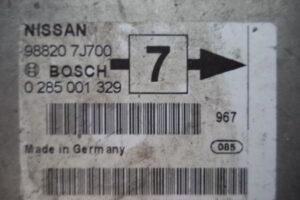 NISSAN
98820 7J700
BOSCH
7
0 285 001 329
967
Made in Germany
085